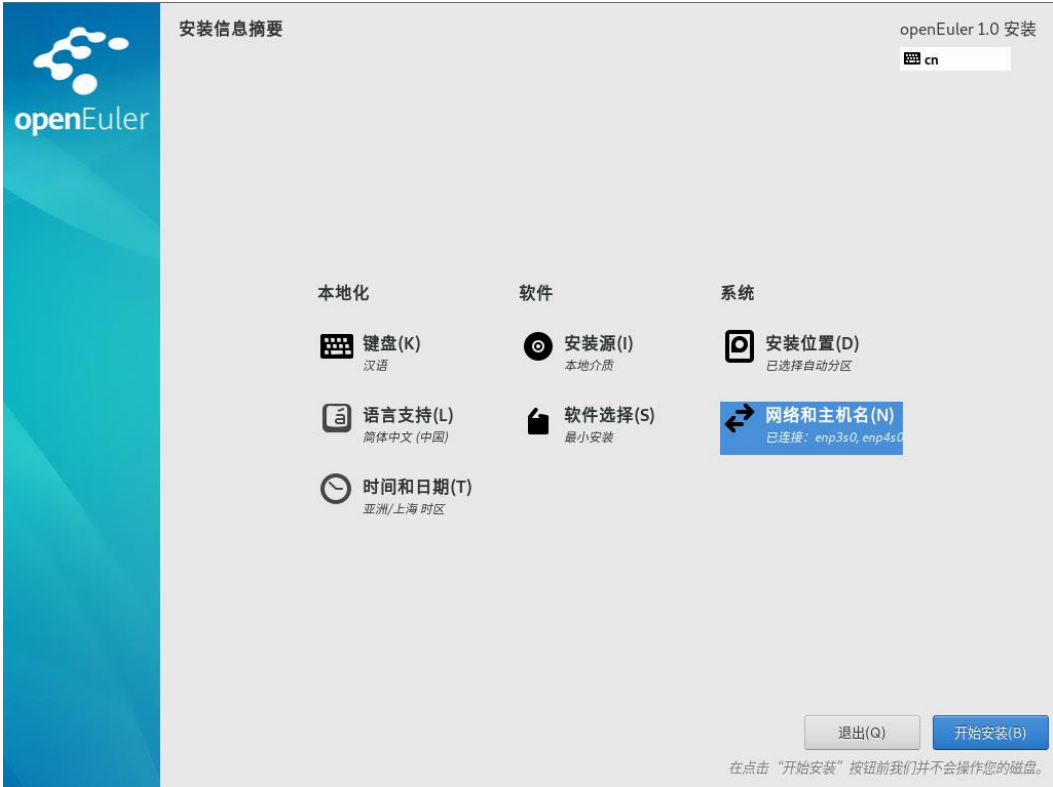 openEuler
安装信息摘要
openEuler 1.0 安装
cn
本地化
键盘(K)
汉语
语言支持(L)
简体中文 (中国)
时间和日期(T)
亚洲/上海 时区
软件
安装源(I)
本地介质
软件选择(S)
最小安装
系统
安装位置(D)
已选择自动分区
网络和主机名(N)
已连接：enp3s0, enp4s0
退出(Q)
开始安装(B)
在点击“开始安装”按钮前我们并不会操作您的磁盘。